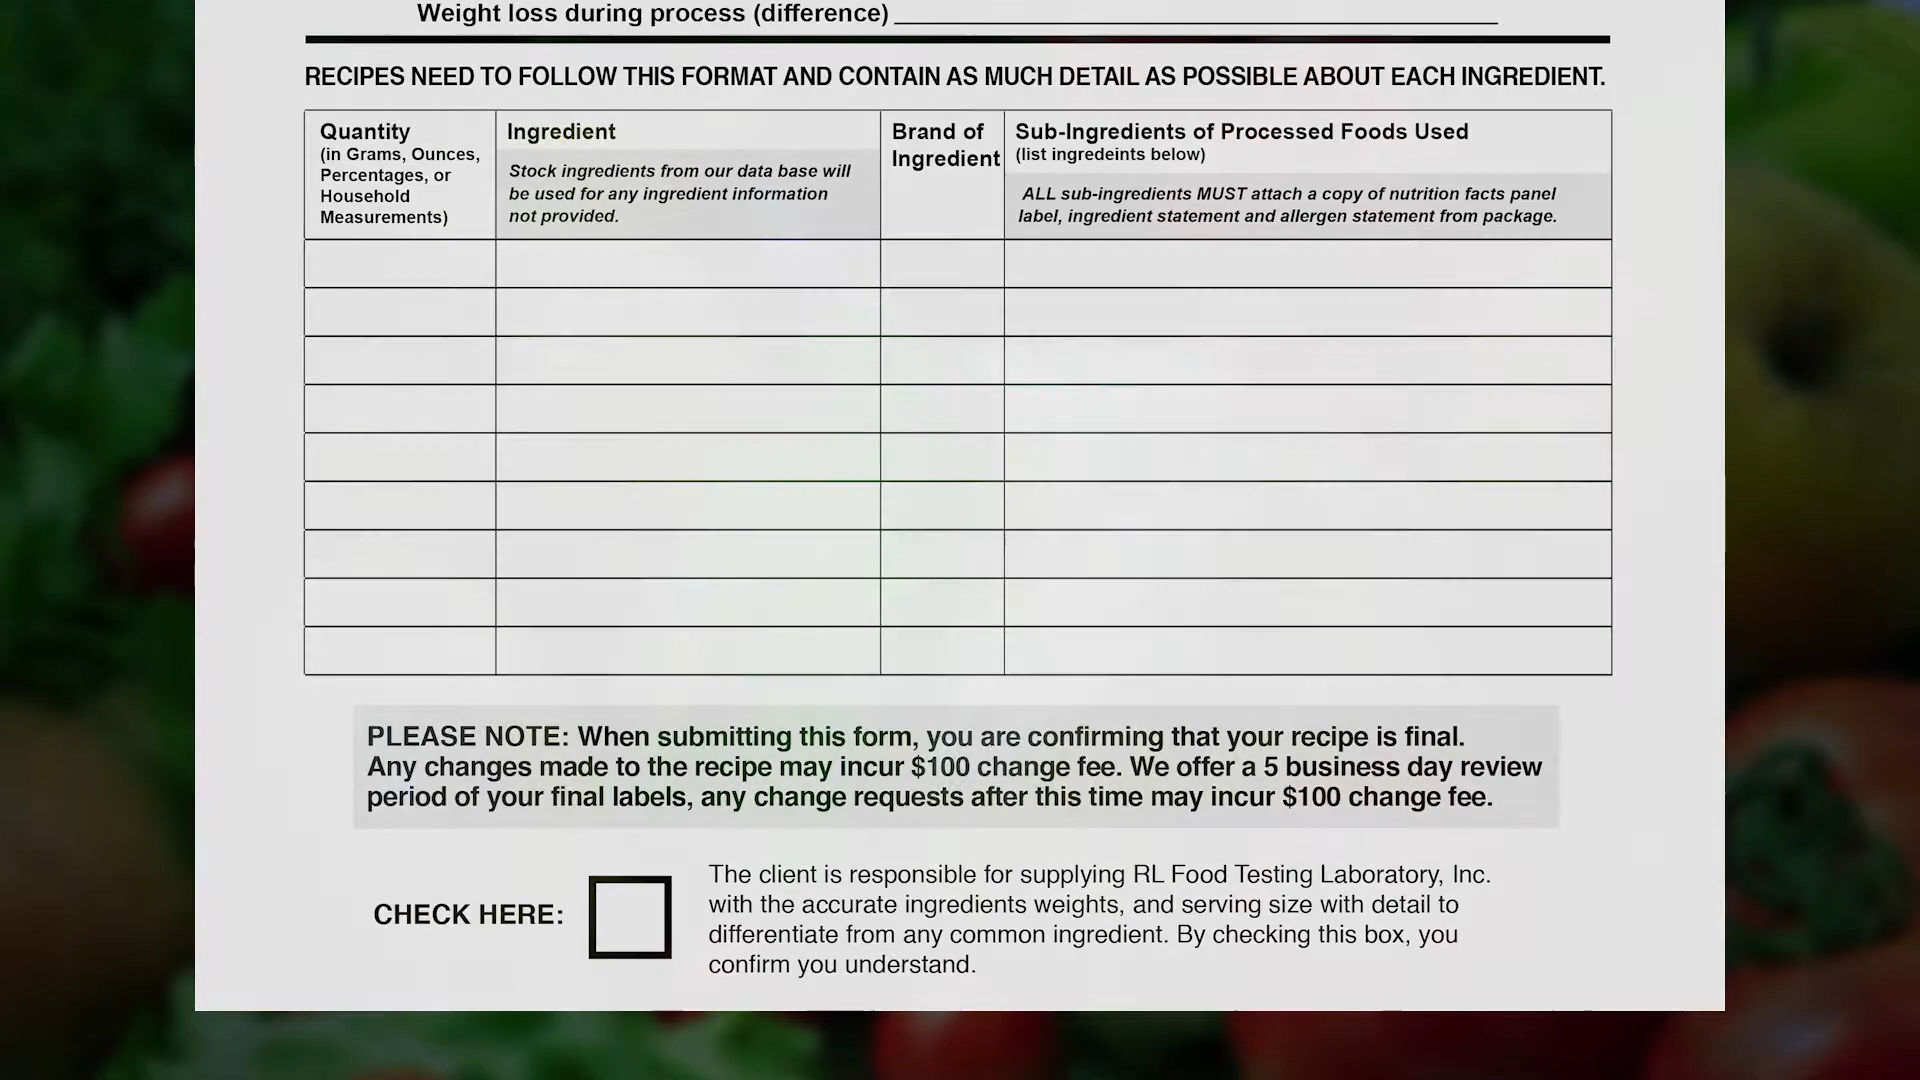 Weight loss during process (difference)
RECIPES NEED TO FOLLOW THIS FORMAT AND CONTAIN AS MUCH DETAIL AS POSSIBLE ABOUT EACH INGREDIENT.
Quantity
(in Grams, Ounces,
Percentages, or
Household
Measurements)
Ingredient
Stock ingredients from our data base will
be used for any ingredient information
not provided.
Brand of
Ingredient
Sub-Ingredients of Processed Foods Used
(list ingredeints below)
ALL sub-ingredients MUST attach a copy of nutrition facts panel
label, ingredient statement and allergen statement from package.
PLEASE NOTE: When submitting this form, you are confirming that your recipe is final.
Any changes made to the recipe may incur $100 change fee. We offer a 5 business day review
period of your final labels, any change requests after this time may incur $100 change fee.
CHECK HERE:
The client is responsible for supplying RL Food Testing Laboratory, Inc.
with the accurate ingredients weights, and serving size with detail to
differentiate from any common ingredient. By checking this box, you
confirm you understand.